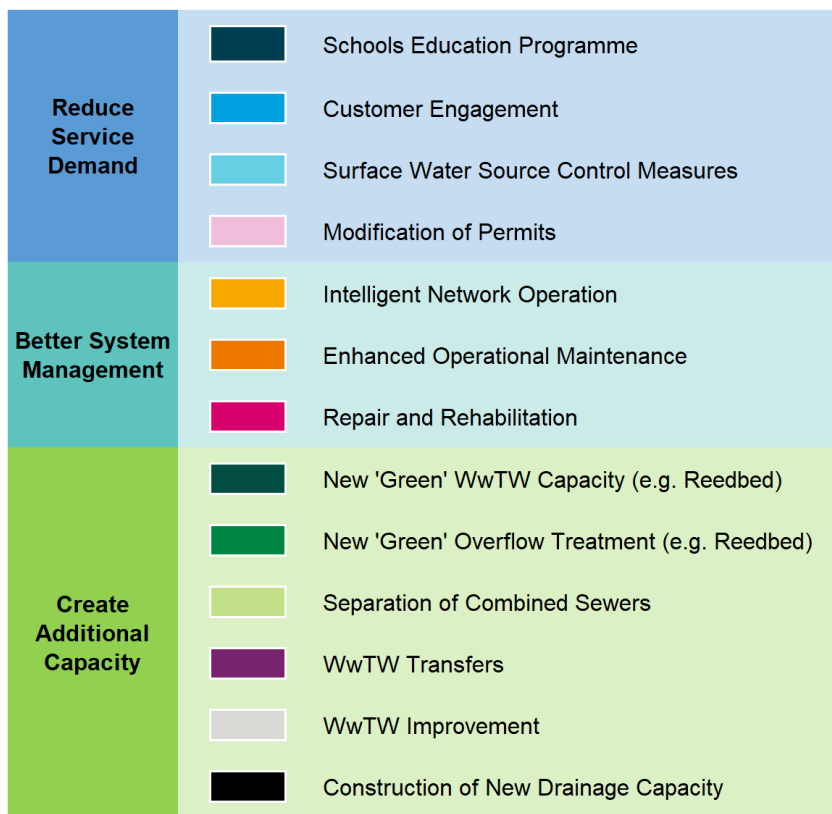 Reduce
Service
Demand
Schools Education Programme
Customer Engagement
Surface Water Source Control Measures
Modification of Permits
Better System
Management
Intelligent Network Operation
Enhanced Operational Maintenance
Repair and Rehabilitation
Create
Additional
Capacity
New 'Green' WwTW Capacity (e.g. Reedbed)
New 'Green' Overflow Treatment (e.g. Reedbed)
Separation of Combined Sewers
WwTW Transfers
WwTW Improvement
Construction of New Drainage Capacity